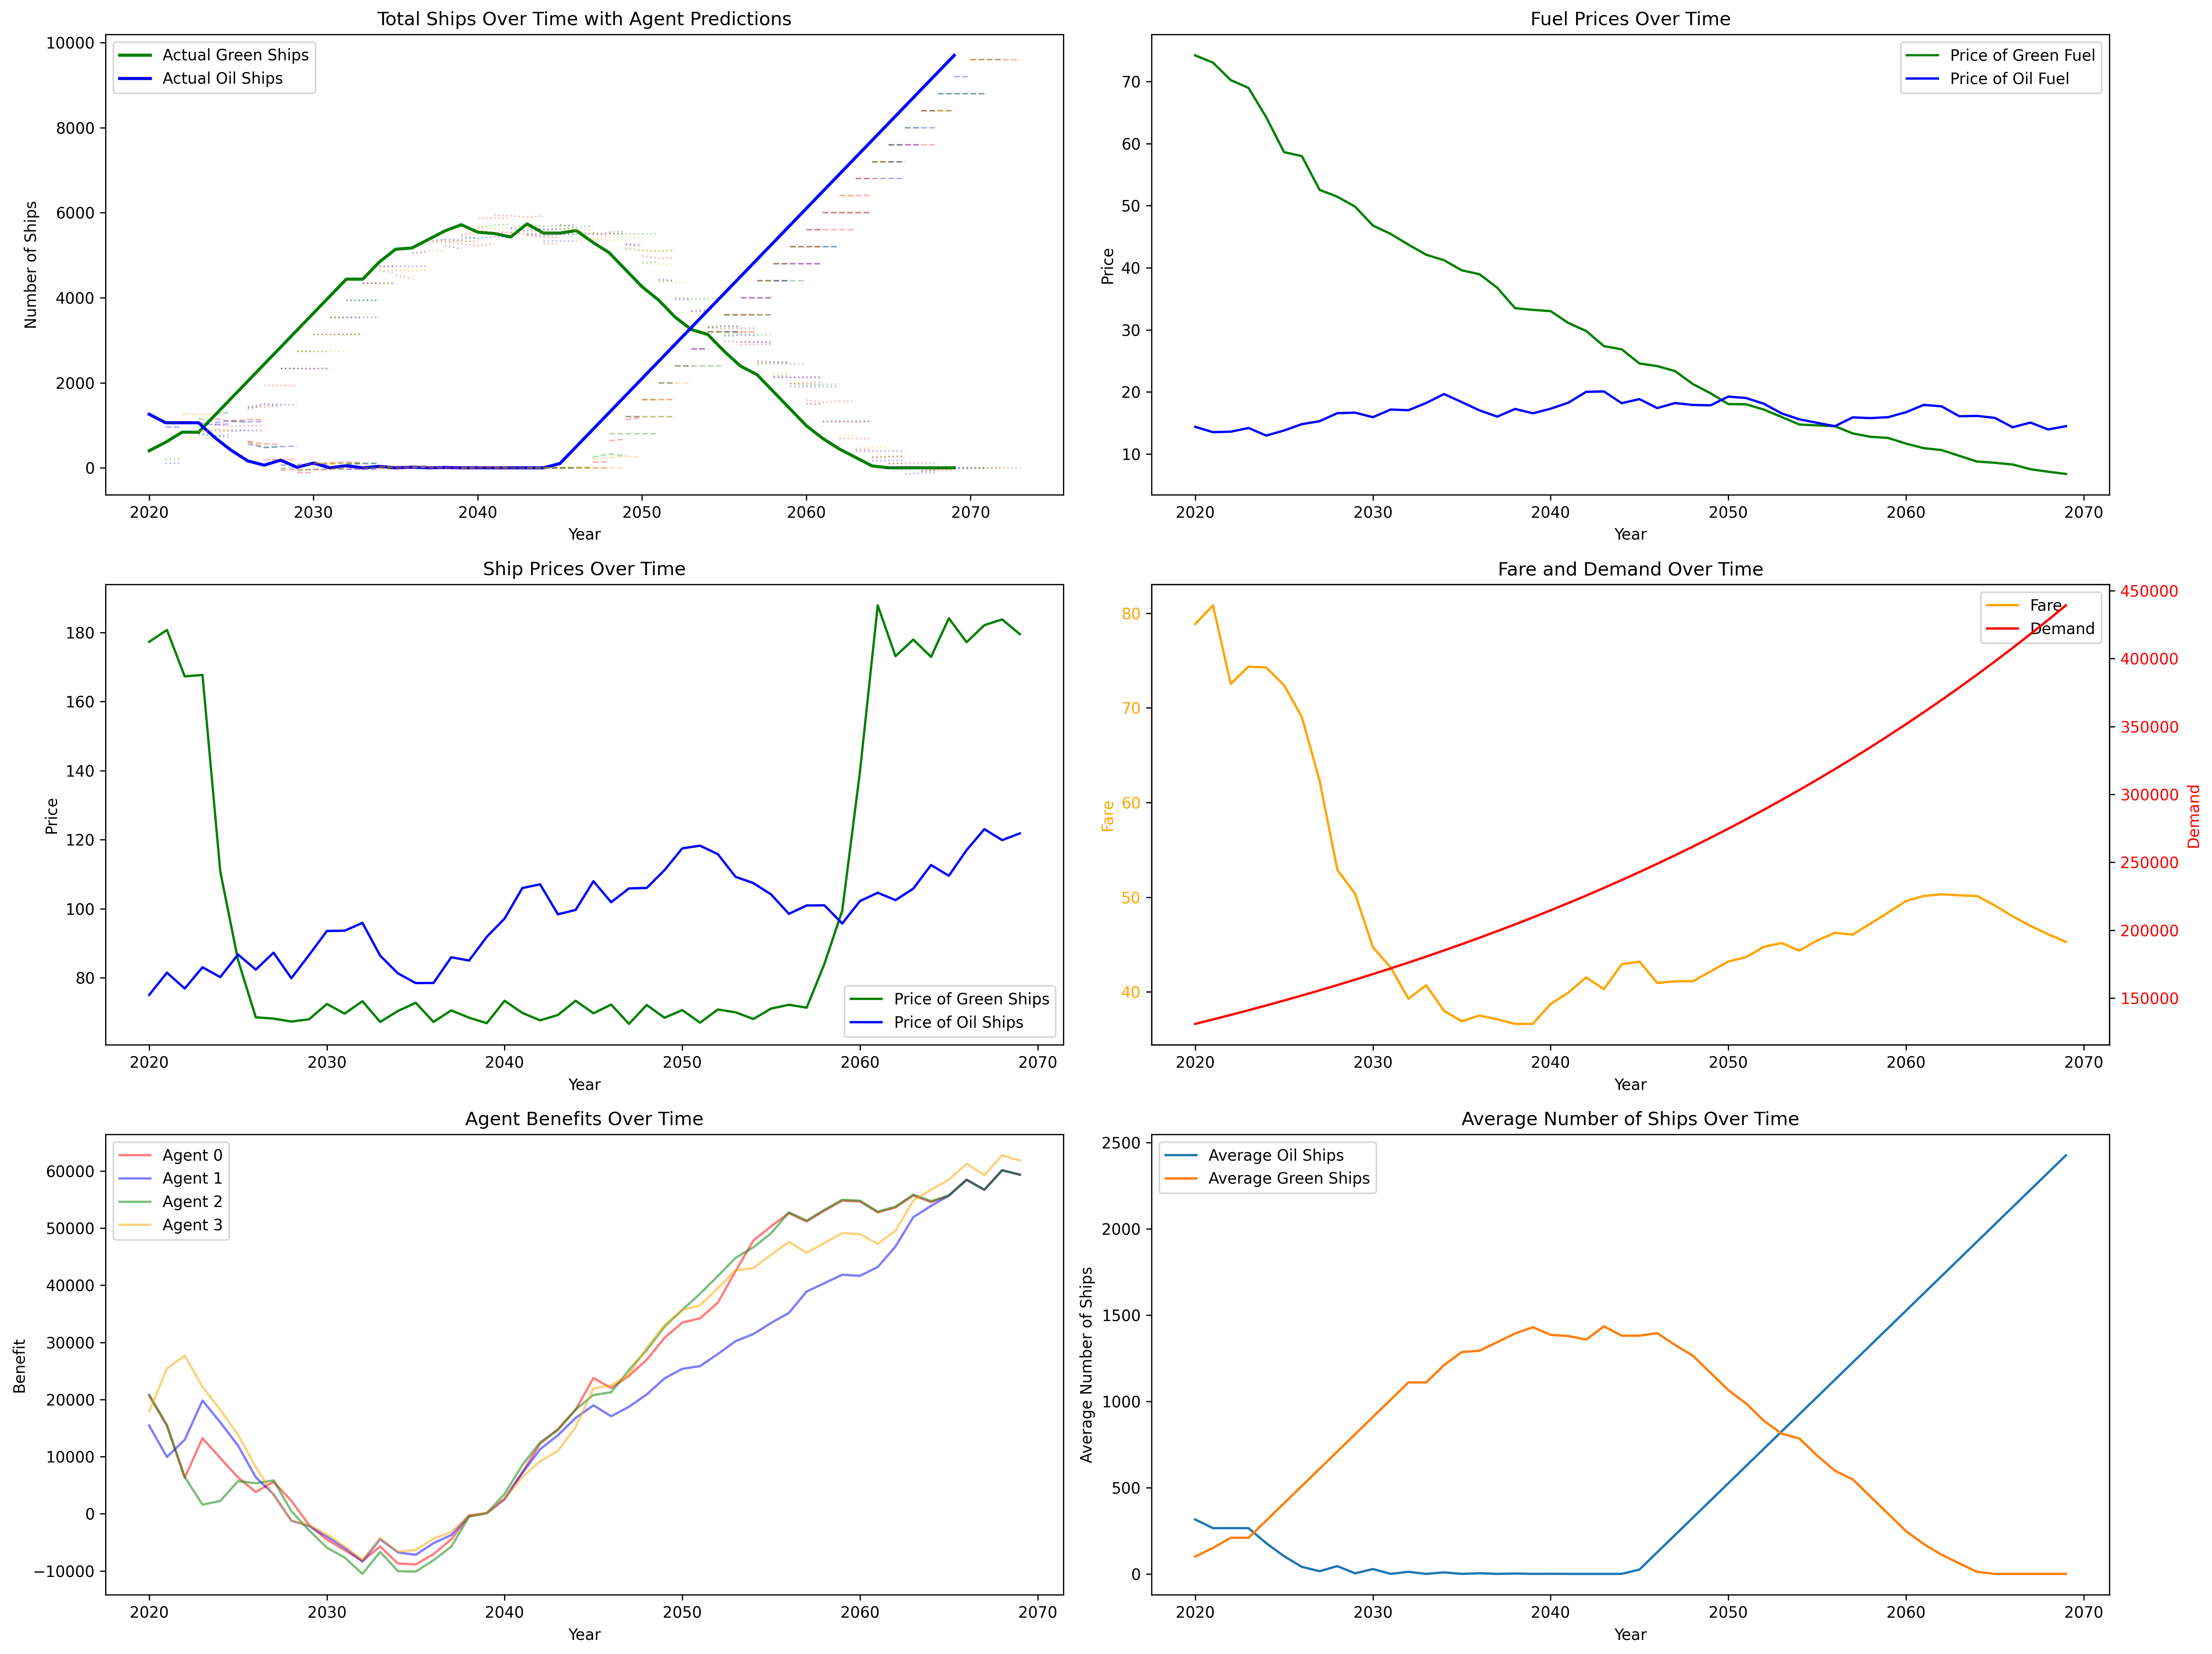 Total Ships Over Time with Agent Predictions
Number of Ships
10000
8000
6000
4000
2000
0
Actual Green Ships
Actual Oil Ships
2020 2030 2040 2050 2060 2070
Year
Fuel Prices Over Time
Price
70
60
50
40
30
20
10
Price of Green Fuel
Price of Oil Fuel
2020 2030 2040 2050 2060 2070
Year
Ship Prices Over Time
Price
180
160
140
120
100
80
Price of Green Ships
Price of Oil Ships
2020 2030 2040 2050 2060 2070
Year
Fare and Demand Over Time
Fare
80
70
60
50
40
Fare
Demand
450000
400000
350000
300000
250000
200000
150000
Demand
2020 2030 2040 2050 2060 2070
Year
Agent Benefits Over Time
Benefit
60000
50000
40000
30000
20000
10000
0
−10000
Agent 0
Agent 1
Agent 2
Agent 3
2020 2030 2040 2050 2060 2070
Year
Average Number of Ships Over Time
Average Number of Ships
2500
2000
1500
1000
500
0
Average Oil Ships
Average Green Ships
2020 2030 2040 2050 2060 2070
Year